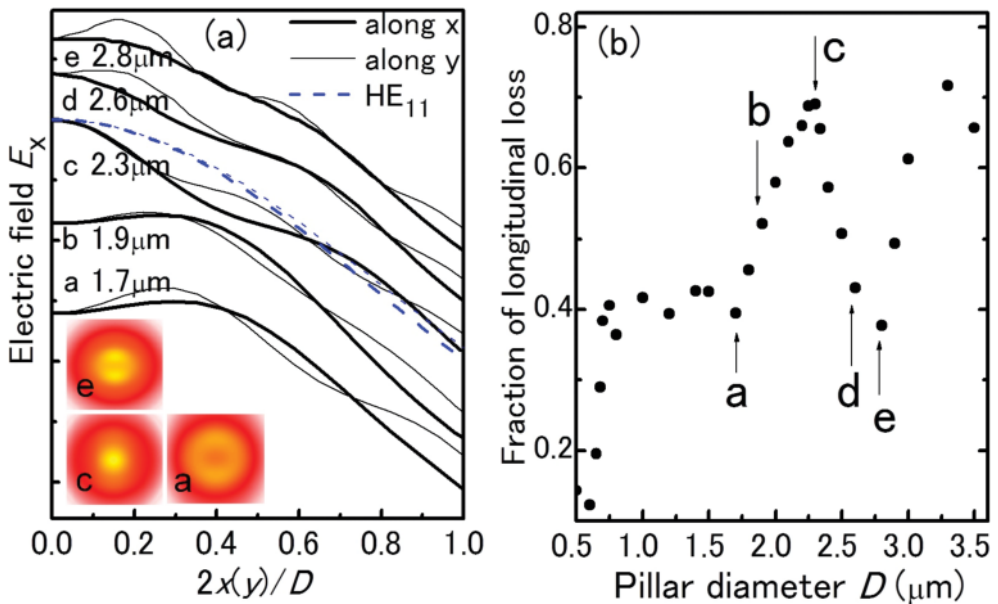 (a)
along x
along y
HE11
e 2.8μm
d 2.6μm
c 2.3μm
b 1.9μm
a 1.7μm
e
c
a
Electric field Ex
0.0 0.2 0.4 0.6 0.8 1.0
2x(y)/D
(b)
c
b
a
d
e
Fraction of longitudinal loss
0.8
0.6
0.4
0.2
0.5 1.0 1.5 2.0 2.5 3.0 3.5
Pillar diameter D (μm)